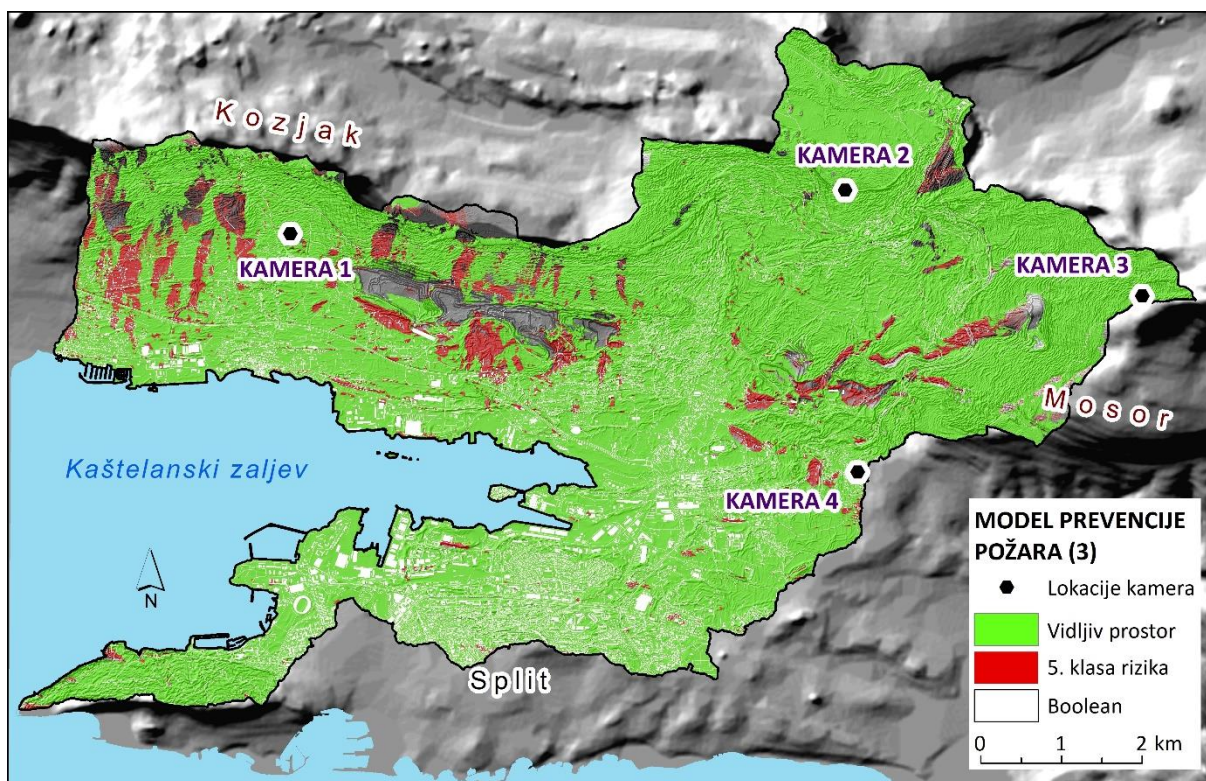 Kozjak
KAMERA 2
KAMERA 1
KAMERA 3
Mosor
Kaštelanski zaljev
KAMERA 4
N
Split
MODEL PREVENCIJE
POŽARA (3)
Lokacije kamera
Vidljiv prostor
5. klasa rizika
Boolean
0 1 2 km